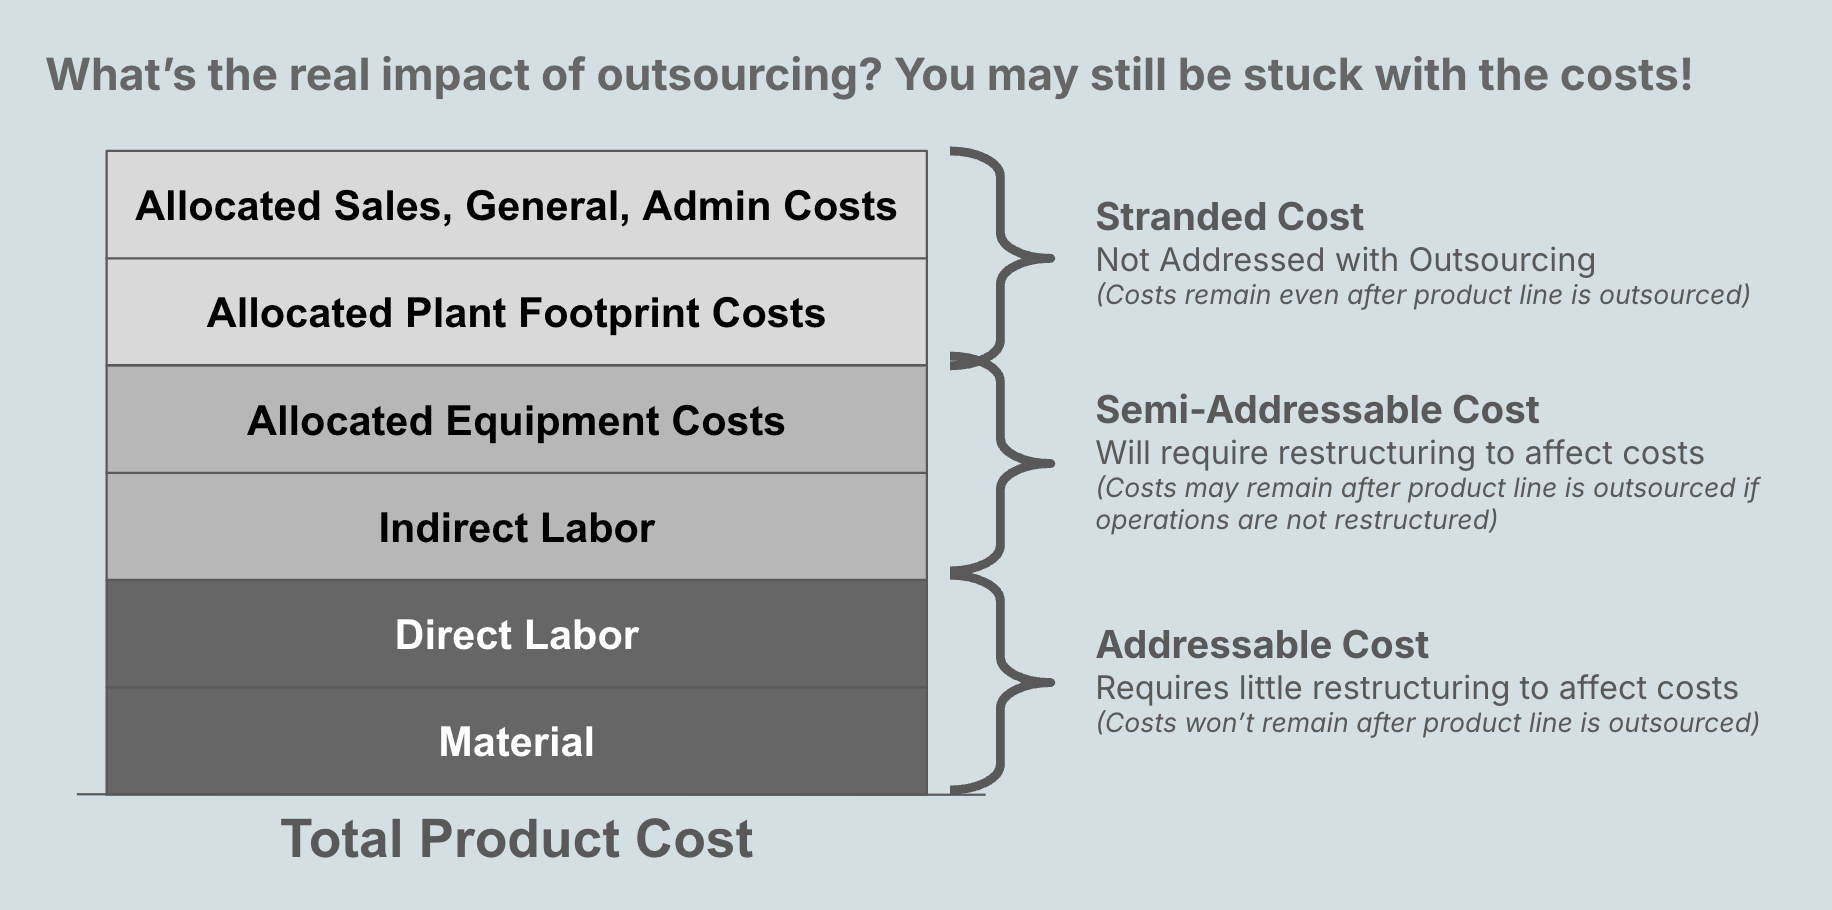 What’s the real impact of outsourcing? You may still be stuck with the costs!
Allocated Sales, General, Admin Costs
Allocated Plant Footprint Costs
Allocated Equipment Costs
Indirect Labor
Direct Labor
Material
Total Product Cost
Stranded Cost
Not Addressed with Outsourcing
(Costs remain even after product line is outsourced)
Semi-Addressable Cost
Will require restructuring to affect costs
(Costs may remain after product line is outsourced if
operations are not restructured)
Addressable Cost
Requires little restructuring to affect costs
(Costs won’t remain after product line is outsourced)